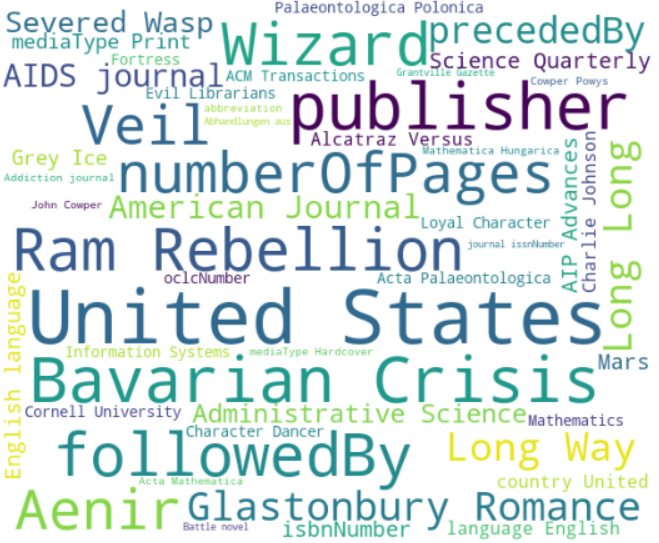 Palaeontologica Polonica
Severed Wasp
Wizard
precededBy
mediaType Print
Fortress
Science Quarterly
AIDS journal
ACM Transactions
Grantville Gazette
Cowper Powys
Evil Librarians
publisher
Veil
abbreviation
Abhandlungen aus
Alcatraz Versus
Grey Ice
numberOfPages
Mathematica Hungarica
AIP Advances
Charlie Johnson
Long Long
Addiction journal
John Cowper
American Journal
Loyal Character
Ram Rebellion
journal issnNumber
oclcNumber
Acta Palaeontologica
English language
United States
Information Systems
mediaType Hardcover
Mars
Bavarian Crisis
Cornell University
Administrative Science
Mathematics
followedBy
Character Dancer
Long Way
Acta Mathematica
country United
Aenir
Glastonbury Romance
Battle novel
isbnNumber
language English